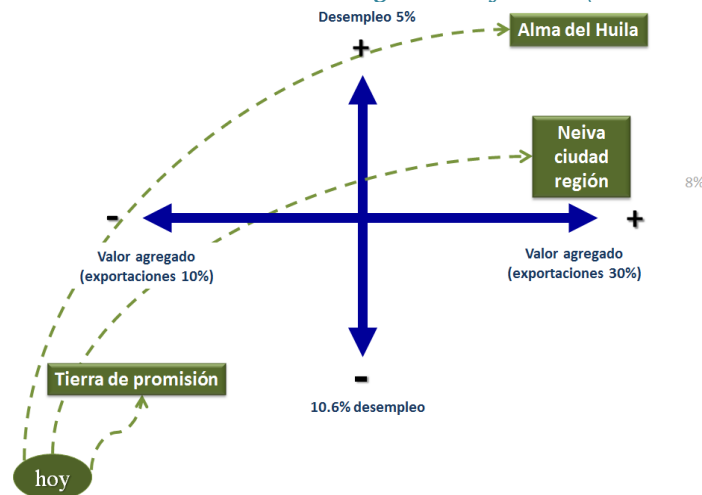 Desempleo 5%
+
Alma del Huila
Neiva
ciudad
región
8%
-
+
Valor agregado
(exportaciones 10%)
Valor agregado
(exportaciones 30%)
Tierra de promisión
-
10.6% desempleo
hoy